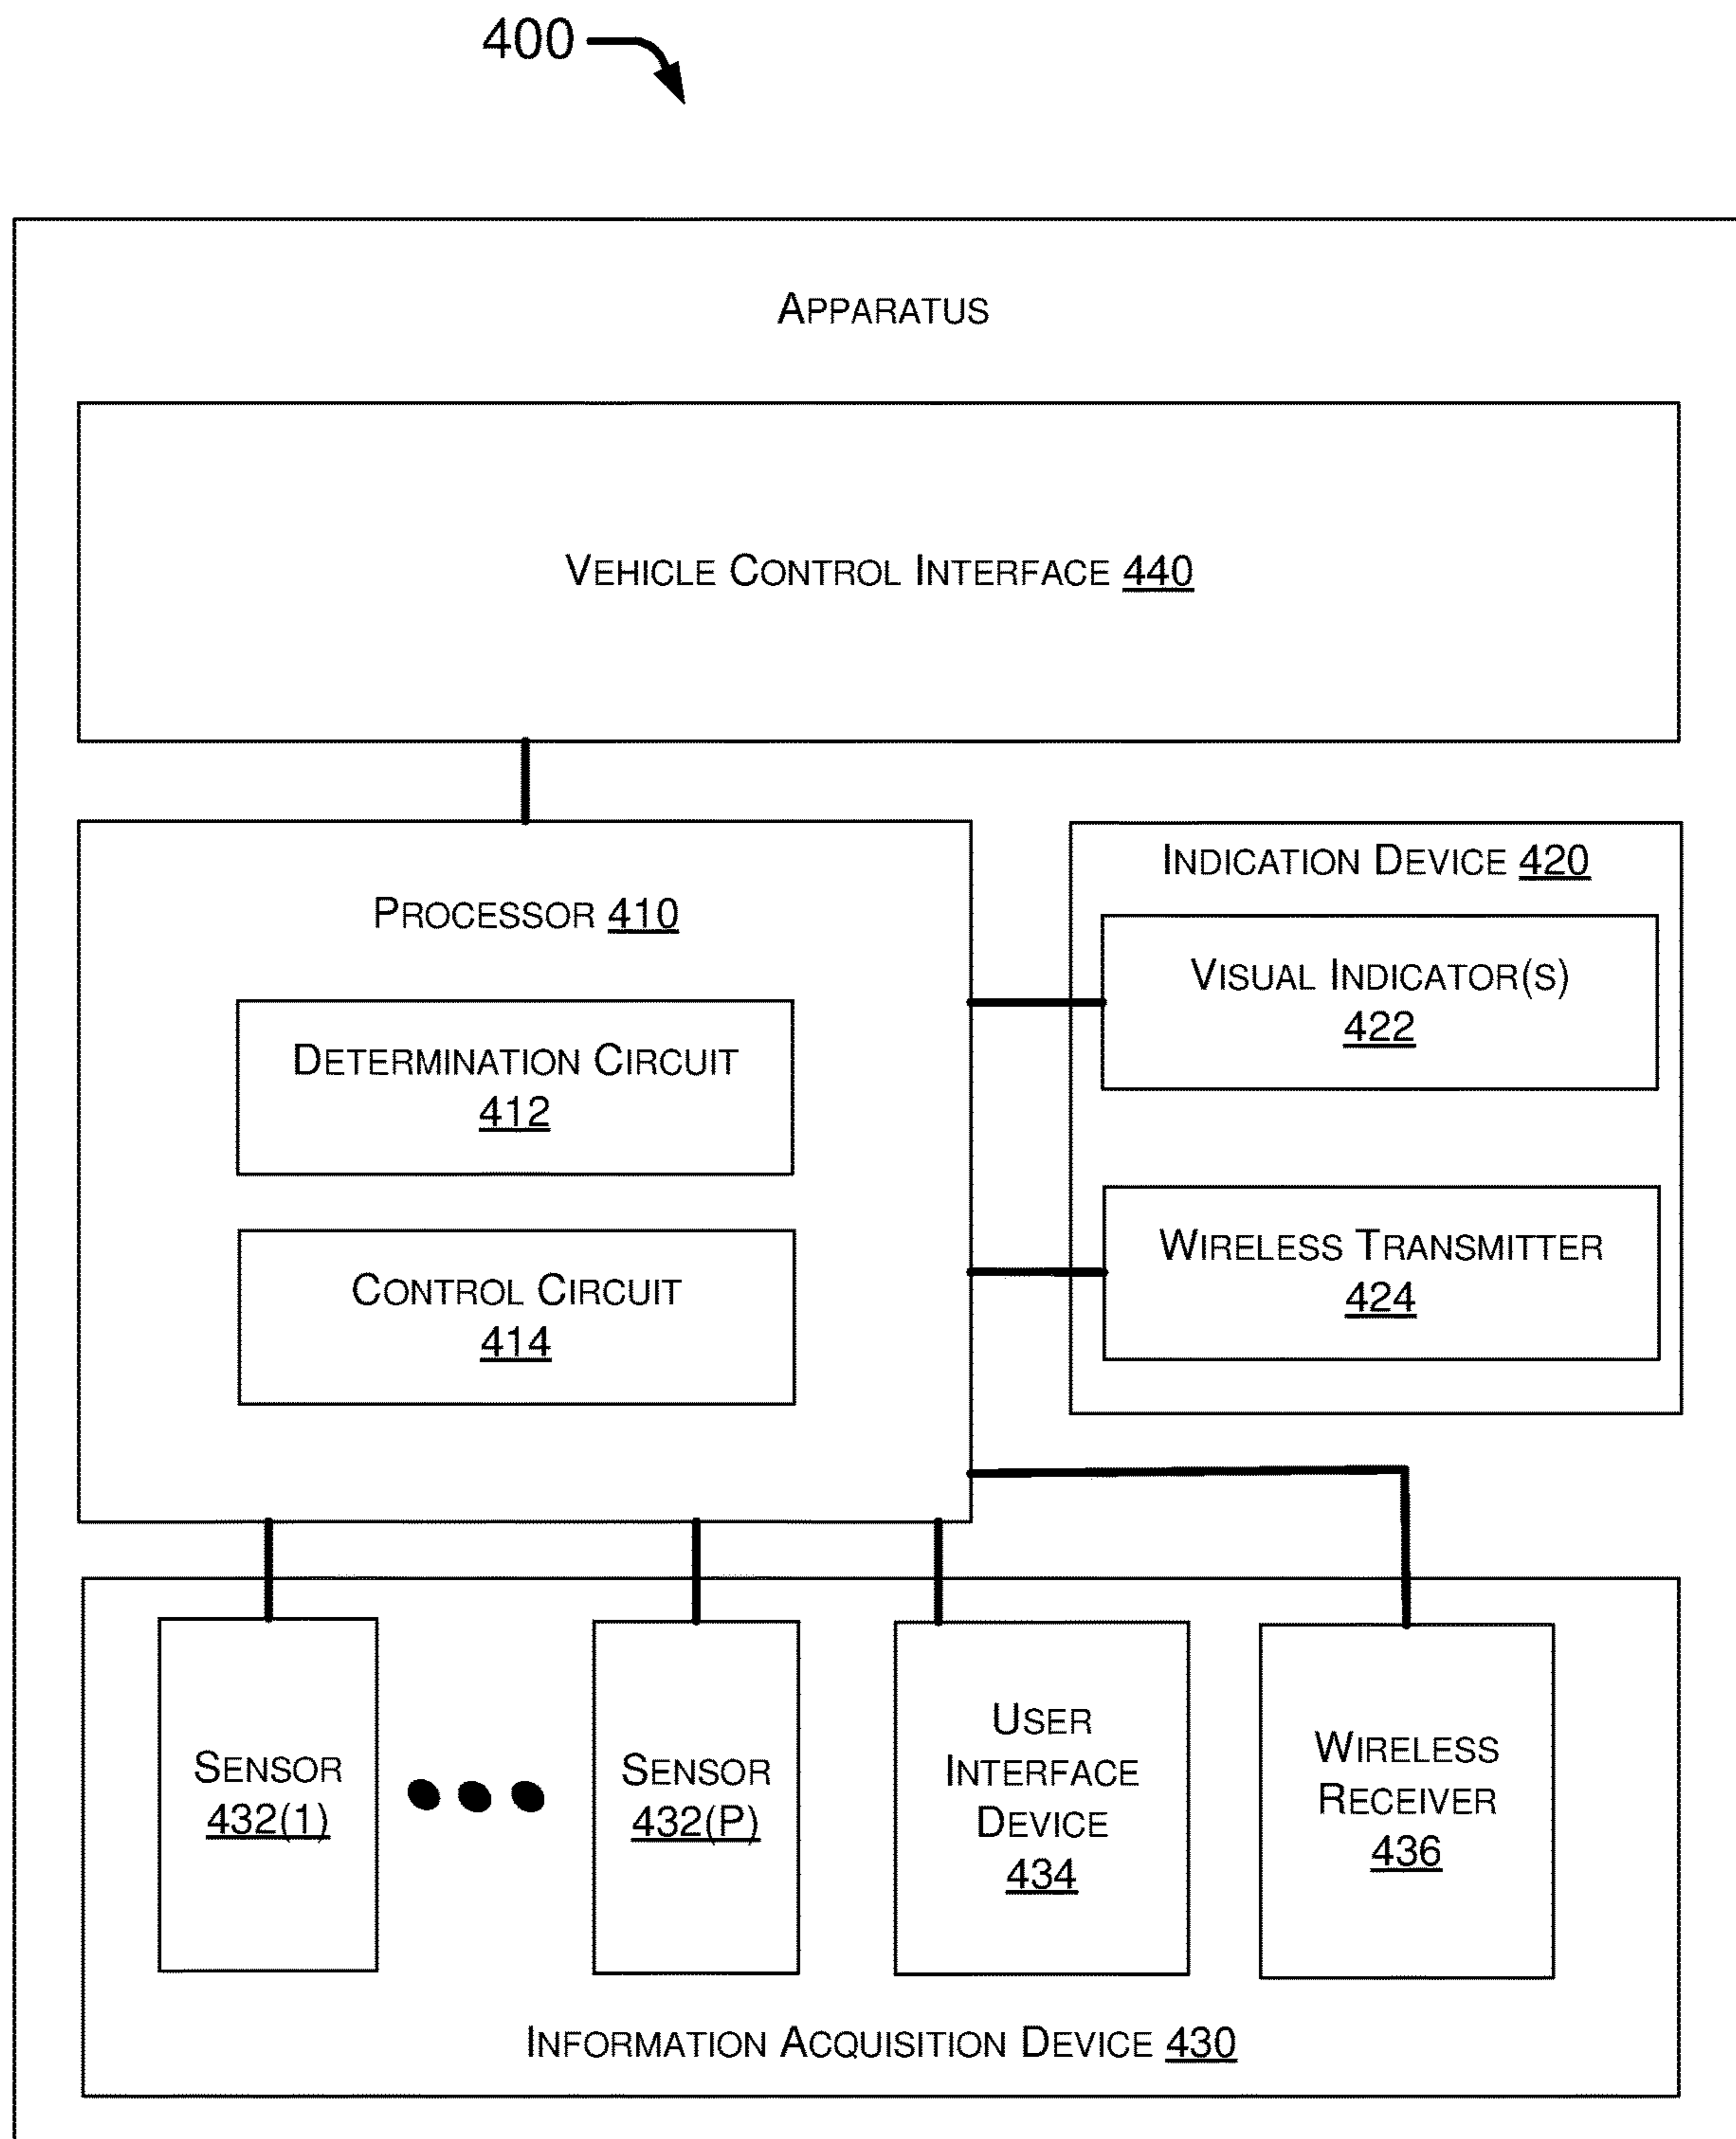 400
APPARATUS
VEHICLE CONTROL INTERFACE 440
PROCESSOR 410
DETERMINATION CIRCUIT
412
CONTROL CIRCUIT
414
INDICATION DEVICE 420
VISUAL INDICATOR(S)
422
WIRELESS TRANSMITTER
424
SENSOR
432(1)
SENSOR
432(P)
USER
INTERFACE
DEVICE
434
WIRELESS
RECEIVER
436
INFORMATION ACQUISITION DEVICE 430